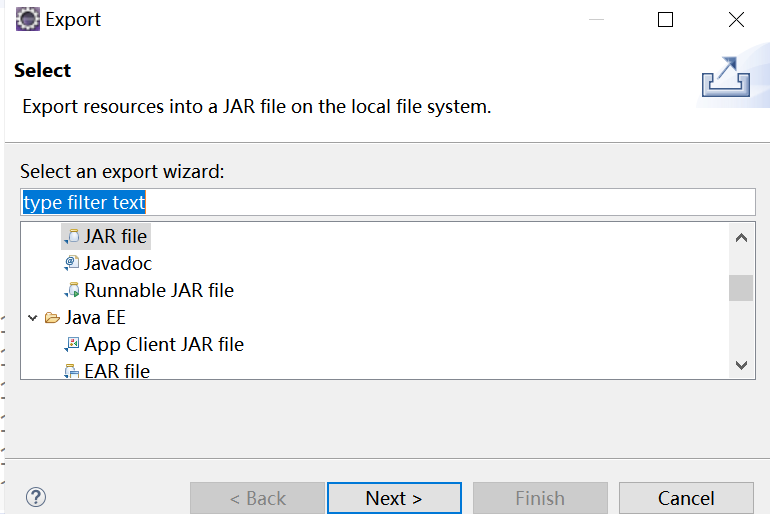 Export
Select
Export resources into a JAR file on the local file system.
Select an export wizard:
type filter text
JAR file
Javadoc
Runnable JAR file
Java EE
App Client JAR file
EAR file
< Back
Next >
Finish
Cancel